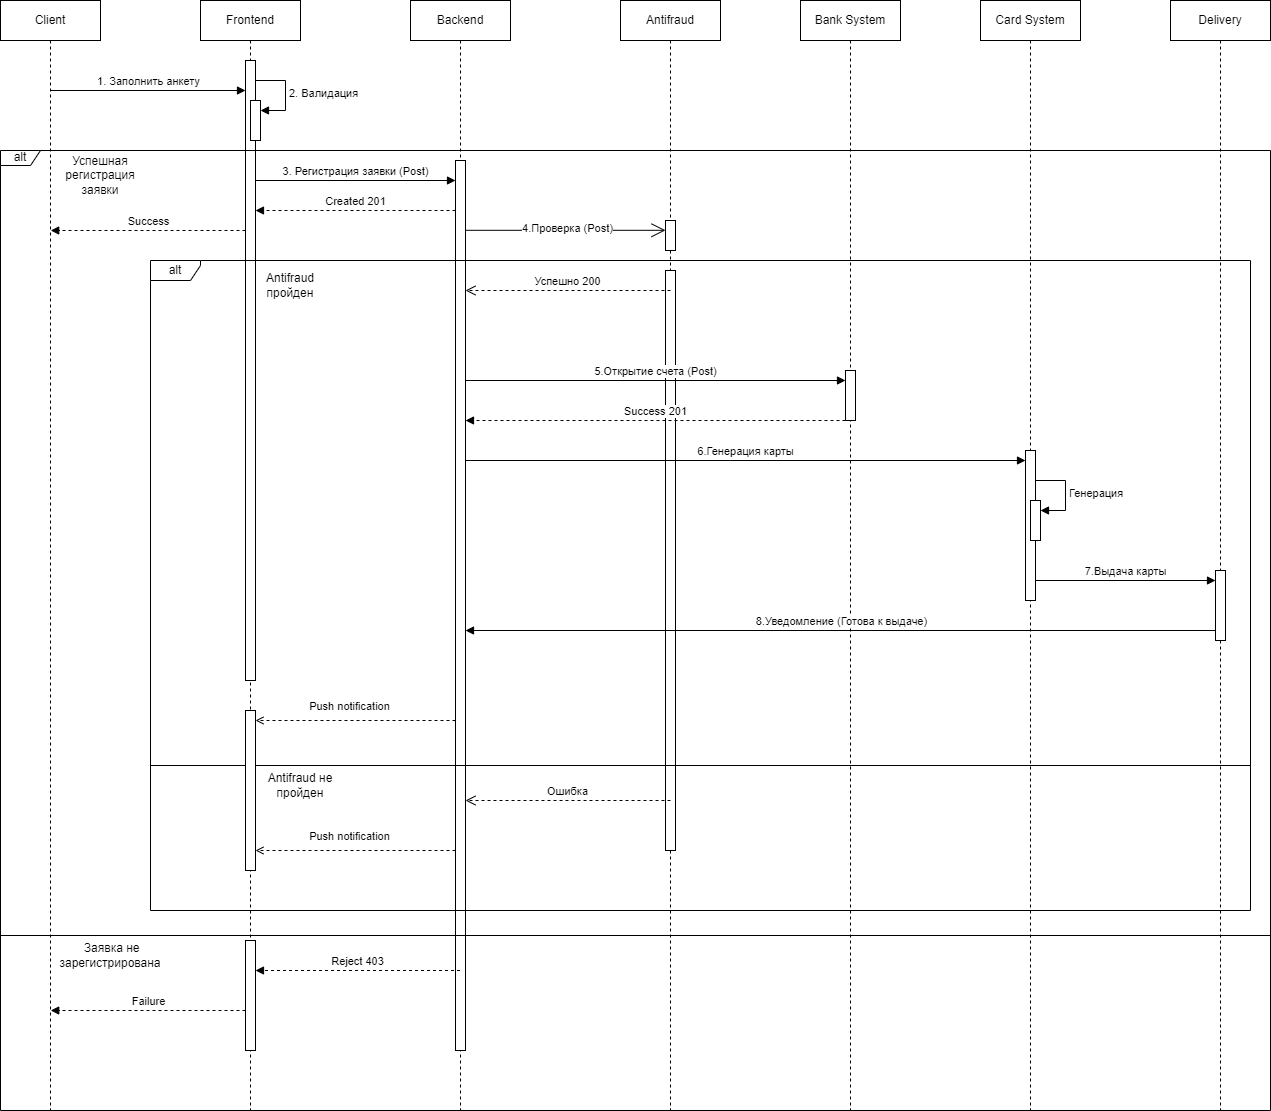 Client
Frontend
Backend
Antifraud
Bank System
Card System
Delivery
1. Заполнить анкету
2. Валидация
alt
Успешная
регистрация
заявки
3. Регистрация заявки (Post)
Created 201
Success
4.Проверка (Post)
alt
Antifraud
пройден
Успешно 200
5.Открытие счета (Post)
Success 201
6.Генерация карты
Генерация
7.Выдача карты
8.Уведомление (Готова к выдаче)
Push notification
Antifraud не
пройден
Ошибка
Push notification
Заявка не
зарегистрирована
Reject 403
Failure